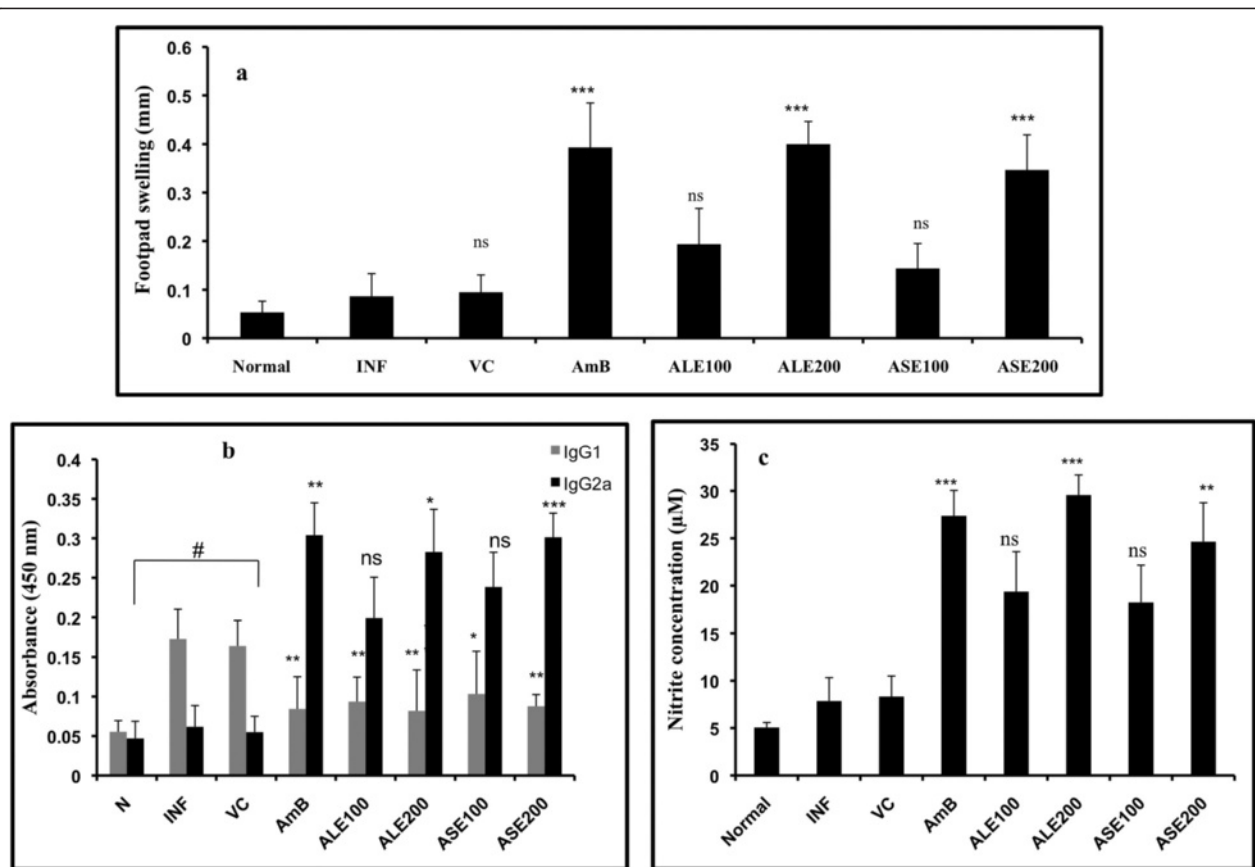 a
0.6
0.5
0.4
0.3
0.2
0.1
0
Footpad swelling (mm)
ns
***
ns
***
ns
***
Normal INF VC AmB ALE100 ALE200 ASE100 ASE200
b
IgG1
IgG2a
0.4
0.35
0.3
0.25
0.2
0.15
0.1
0.05
0
Absorbance (450 nm)
#
** ** ns ** * ** ns * *** **
N INF VC AmB ALE100 ALE200 ASE100 ASE200
c
35
30
25
20
15
10
5
0
Nitrite concentration (µM)
*** ns *** ns **
Normal INF VC AmB ALE100 ALE200 ASE100 ASE200